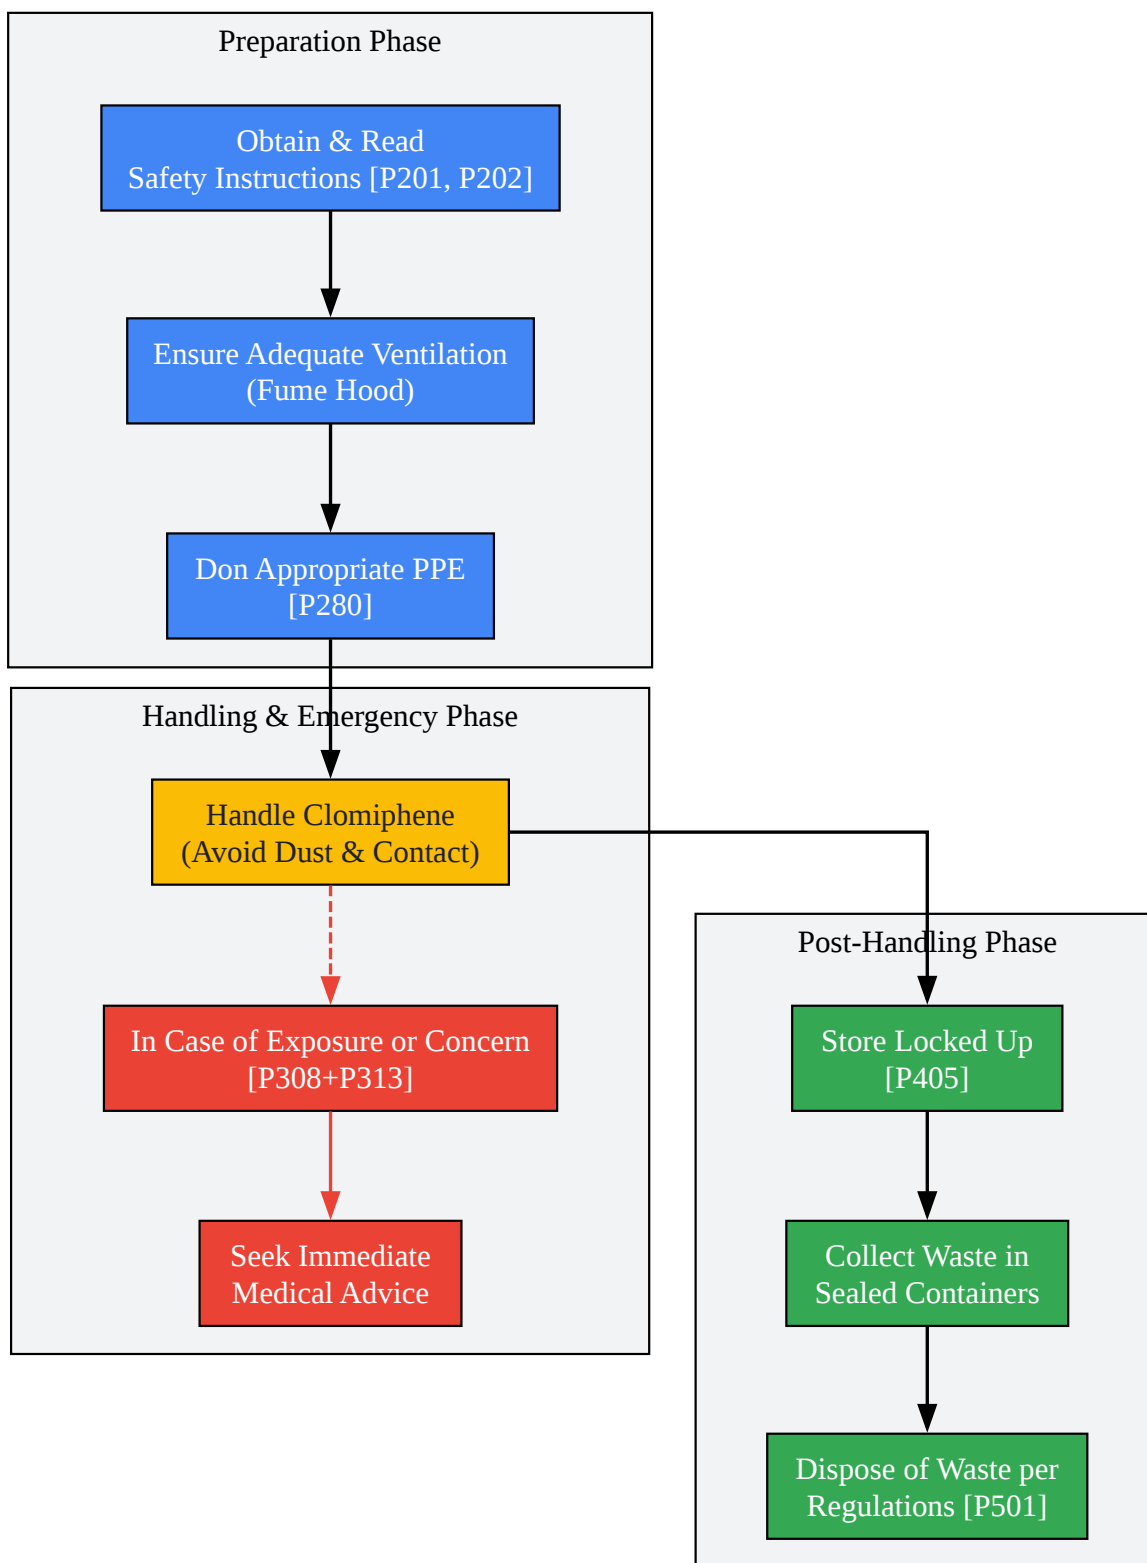 Preparation Phase
Obtain & Read
Safety Instructions [P201, P202]
Ensure Adequate Ventilation
(Fume Hood)
Don Appropriate PPE
[P280]
Handling & Emergency Phase
Handle Clomiphene
(Avoid Dust & Contact)
In Case of Exposure or Concern
[P308+P313]
Seek Immediate
Medical Advice
Post-Handling Phase
Store Locked Up
[P405]
Collect Waste in
Sealed Containers
Dispose of Waste per
Regulations [P501]